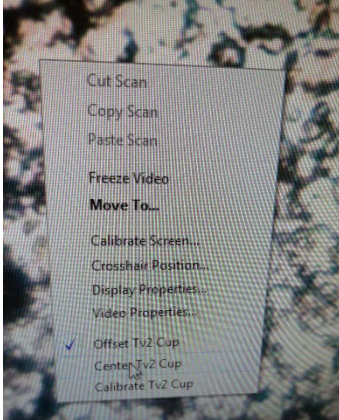 Cut Scan
Copy Scan
Paste Scan
Freeze Video
Move To...
Calibrate Screen...
Crosshair Position...
Display Properties...
Video Properties...
Offset Tv2 Cup
Center Tv2 Cup
Calibrate Tv2 Cup